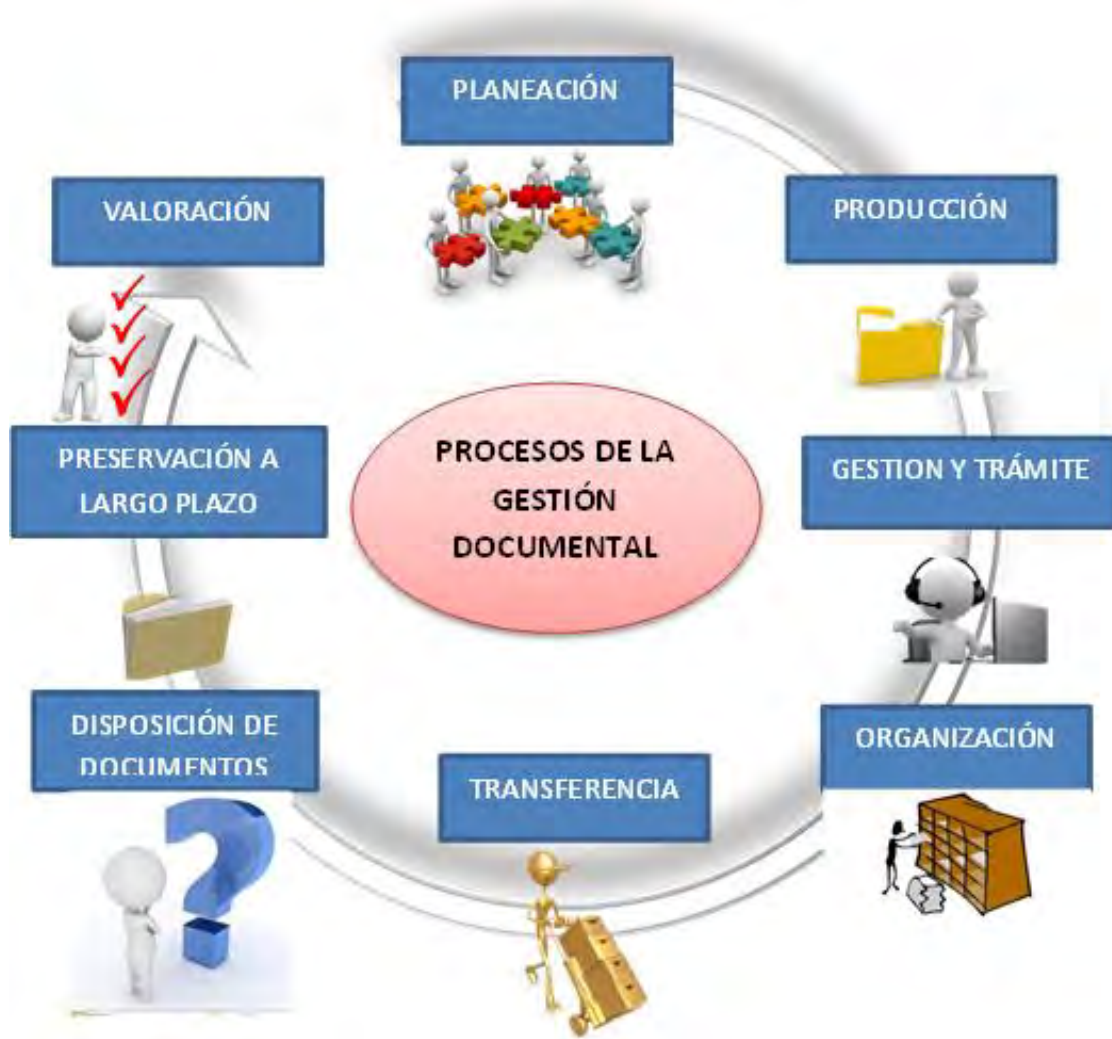 PLANEACIÓN
PRODUCCIÓN
GESTION Y TRÁMITE
ORGANIZACIÓN
TRANSFERENCIA
DISPOSICIÓN DE
DOCUMENTOS
PRESERVACIÓN A
LARGO PLAZO
VALORACIÓN
PROCESOS DE LA
GESTIÓN
DOCUMENTAL